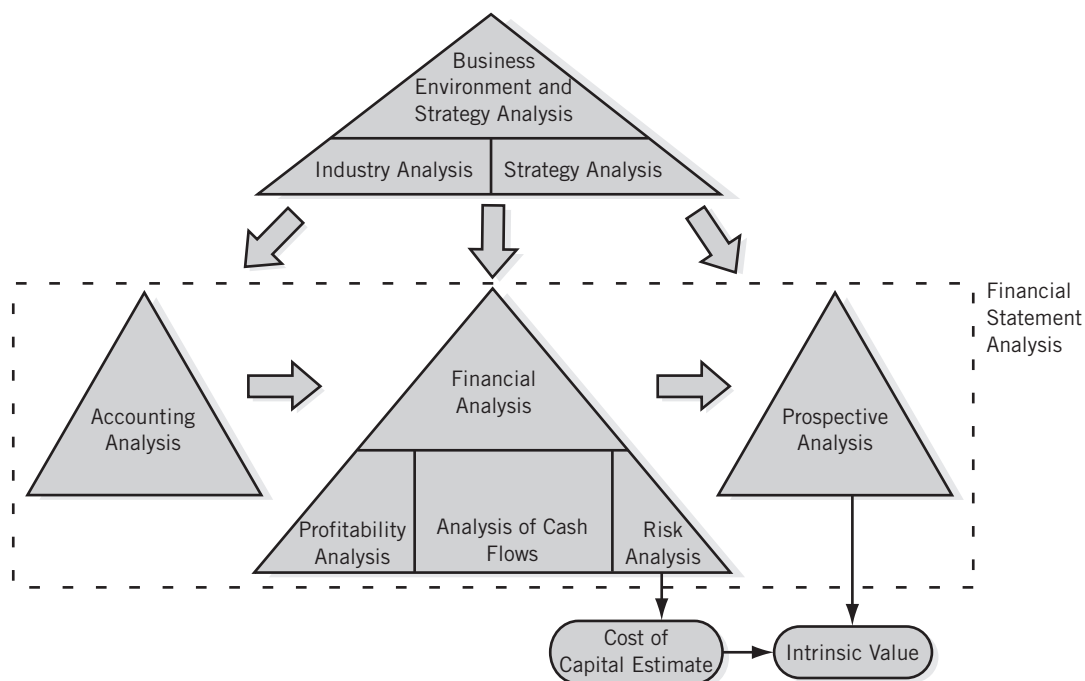 Business
Environment and
Strategy Analysis
Industry Analysis
Strategy Analysis
Financial
Statement
Analysis
Accounting
Analysis
Financial
Analysis
Profitability
Analysis
Analysis of Cash
Flows
Risk
Analysis
Prospective
Analysis
Cost of
Capital Estimate
Intrinsic Value